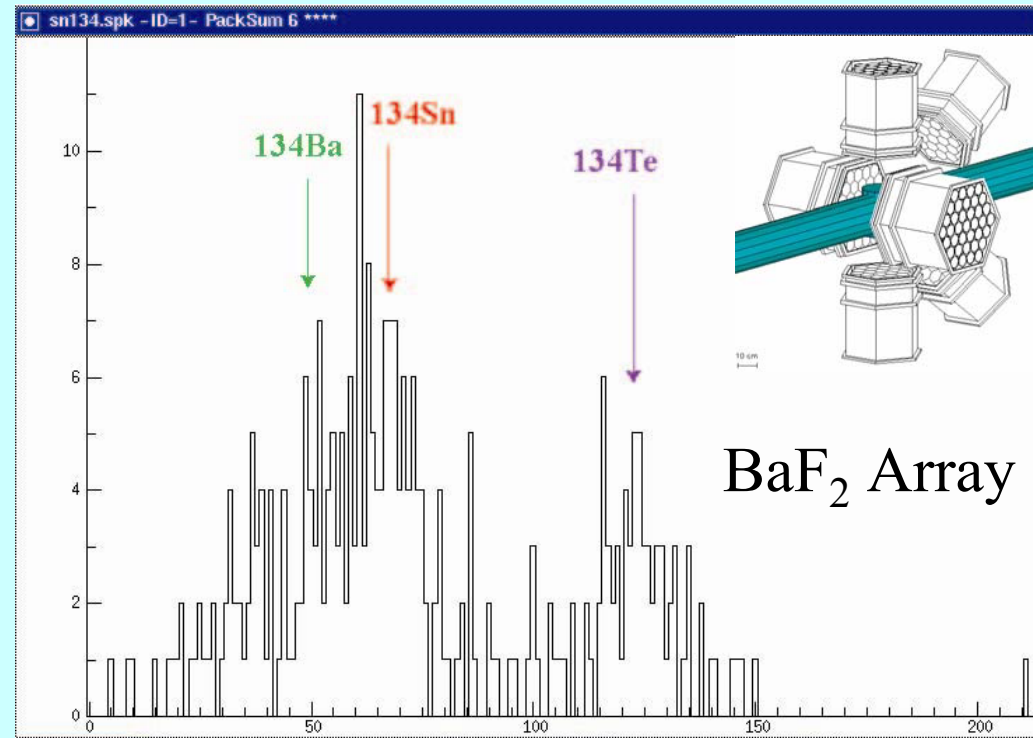 sn134.spk -ID=1- PackSum 6 ****
134Ba
134Sn
134Te
10
8
6
4
2
0
0
50
100
150
200
10 cm
BaF₂ Array